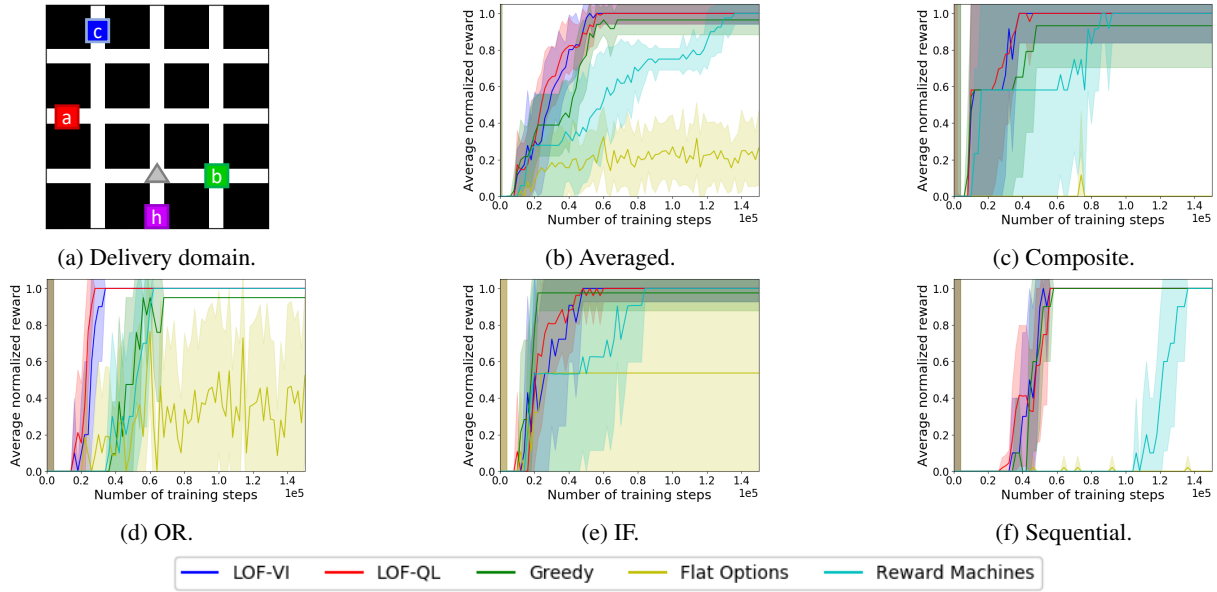 c
a
b
h
(a) Delivery domain.
Average normalized reward
1.0
0.8
0.6
0.4
0.2
0.0
0.0 0.2 0.4 0.6 0.8 1.0 1.2 1.4
Number of training steps 1e5
(b) Averaged.
Average normalized reward
1.0
0.8
0.6
0.4
0.2
0.0
0.0 0.2 0.4 0.6 0.8 1.0 1.2 1.4
Number of training steps 1e5
(c) Composite.
Average normalized reward
1.0
0.8
0.6
0.4
0.2
0.0
0.0 0.2 0.4 0.6 0.8 1.0 1.2 1.4
Number of training steps 1e5
(d) OR.
Average normalized reward
1.0
0.8
0.6
0.4
0.2
0.0
0.0 0.2 0.4 0.6 0.8 1.0 1.2 1.4
Number of training steps 1e5
(e) IF.
Average normalized reward
1.0
0.8
0.6
0.4
0.2
0.0
0.0 0.2 0.4 0.6 0.8 1.0 1.2 1.4
Number of training steps 1e5
(f) Sequential.
LOF-VI LOF-QL Greedy Flat Options Reward Machines